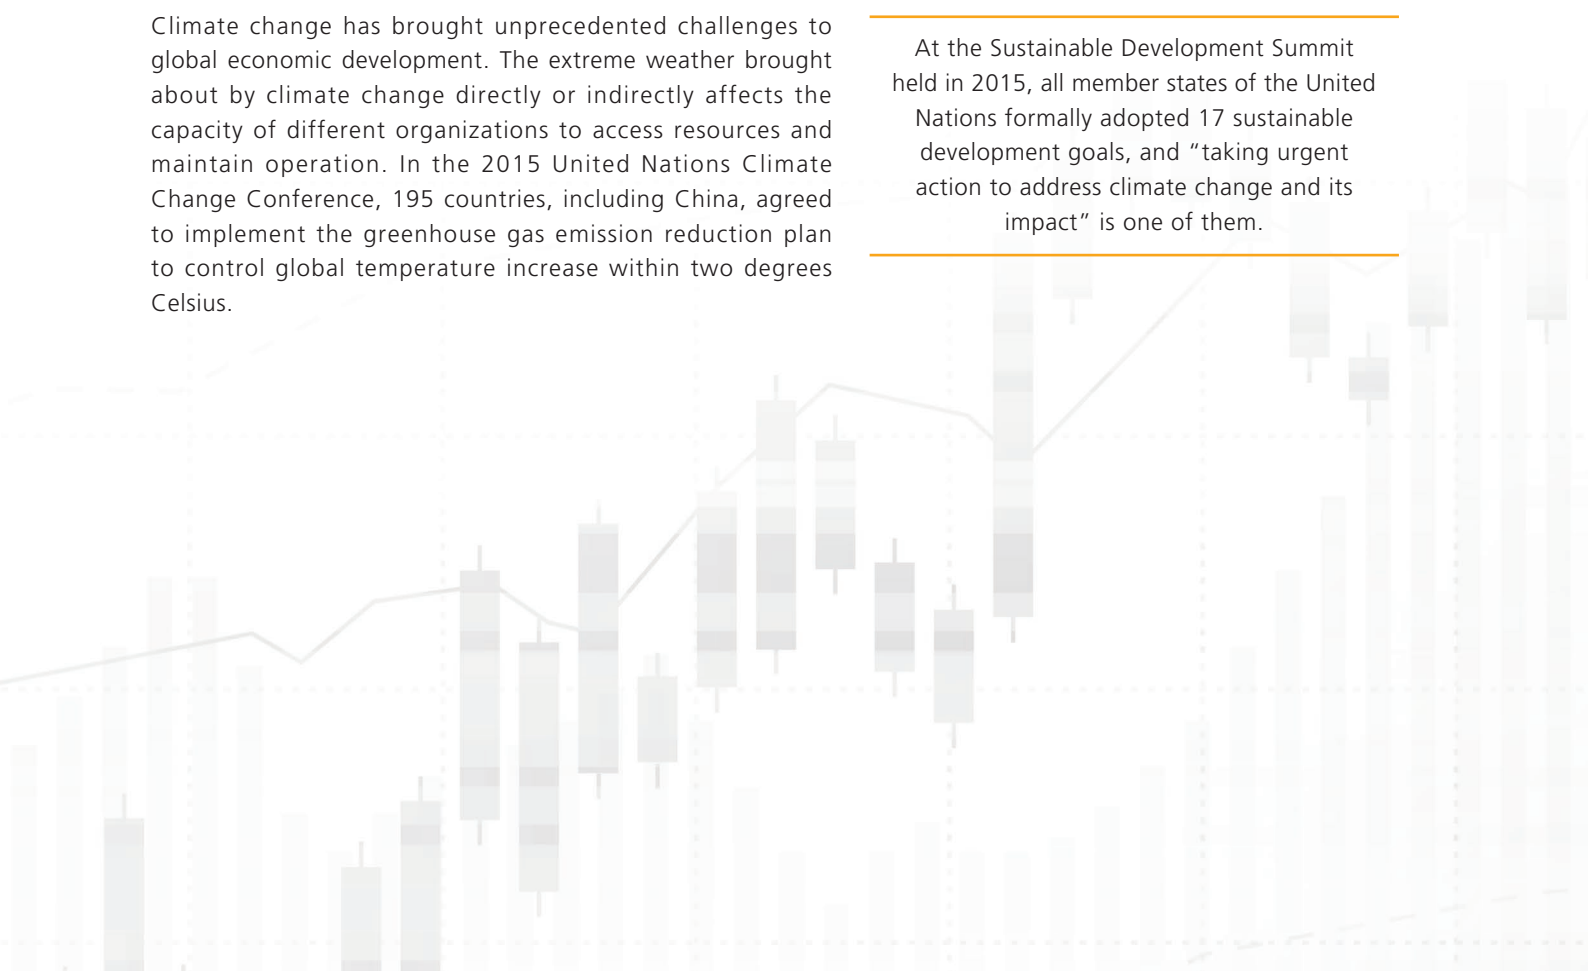 Climate change has brought unprecedented challenges to
global economic development. The extreme weather brought
about by climate change directly or indirectly affects the
capacity of different organizations to access resources and
maintain operation. In the 2015 United Nations Climate
Change Conference, 195 countries, including China, agreed
to implement the greenhouse gas emission reduction plan
to control global temperature increase within two degrees
Celsius.
At the Sustainable Development Summit
held in 2015, all member states of the United
Nations formally adopted 17 sustainable
development goals, and “taking urgent
action to address climate change and its
impact” is one of them.